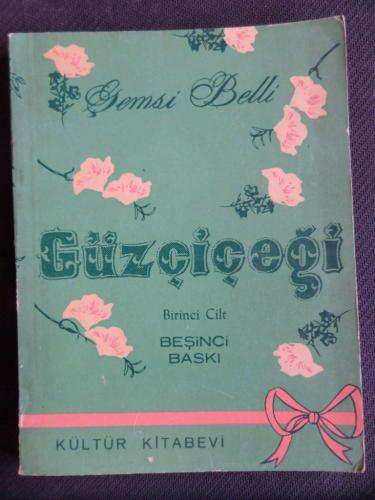 Şemsi Belli
Güzçiçeği
Birinci Cilt
BEŞİNCİ
BASKI
KÜLTÜR KİTABEVİ